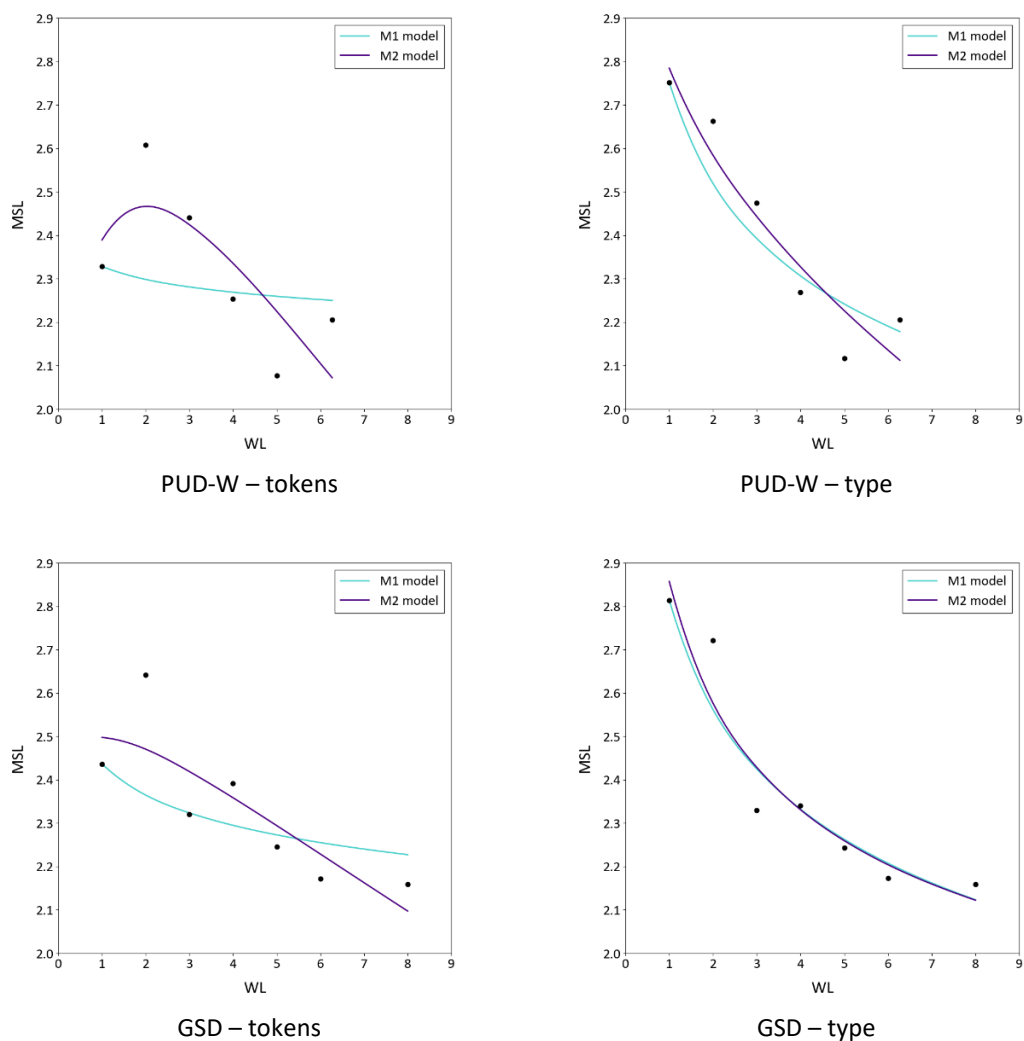 2.9
2.8
2.7
2.6
2.5
2.4
2.3
2.2
2.1
2.0
MSL
0 1 2 3 4 5 6 7 8 9
WL
M1 model
M2 model
PUD-W – tokens
2.9
2.8
2.7
2.6
2.5
2.4
2.3
2.2
2.1
2.0
MSL
0 1 2 3 4 5 6 7 8 9
WL
M1 model
M2 model
PUD-W – type
2.9
2.8
2.7
2.6
2.5
2.4
2.3
2.2
2.1
2.0
MSL
0 1 2 3 4 5 6 7 8 9
WL
M1 model
M2 model
GSD – tokens
2.9
2.8
2.7
2.6
2.5
2.4
2.3
2.2
2.1
2.0
MSL
0 1 2 3 4 5 6 7 8 9
WL
M1 model
M2 model
GSD – type